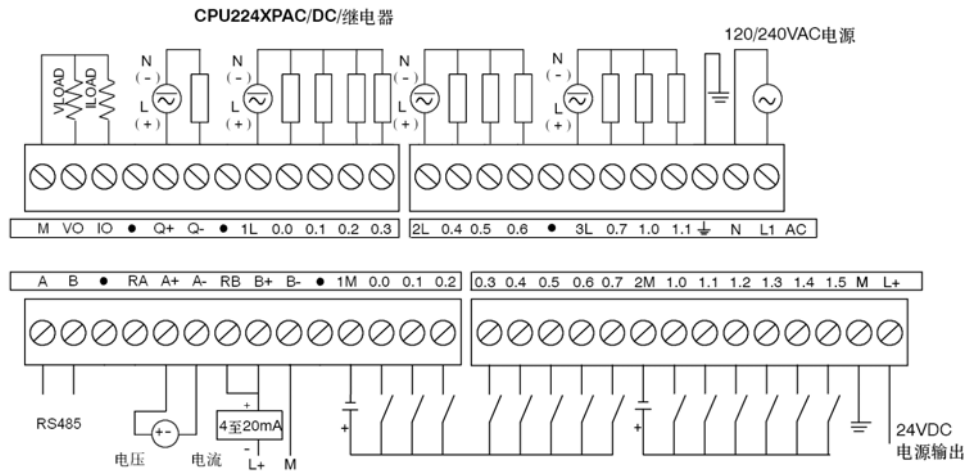 CPU224XPAC/DC/继电器
120/240VAC电源
N N N N
(-) (-) (-) (-)
VLOAD ILOAD
L L L L
(+) (+) (+) (+)
M VO IO ● Q+ Q- ● 1L 0.0 0.1 0.2 0.3 2L 0.4 0.5 0.6 ● 3L 0.7 1.0 1.1 ⏚ N L1 AC
A B ● RA A+ A- RB B+ B- ● 1M 0.0 0.1 0.2 0.3 0.4 0.5 0.6 0.7 2M 1.0 1.1 1.2 1.3 1.4 1.5 M L+
RS485
+-
电压
+
4至20mA
-
电流
L+ M
+
+
24VDC
电源输出